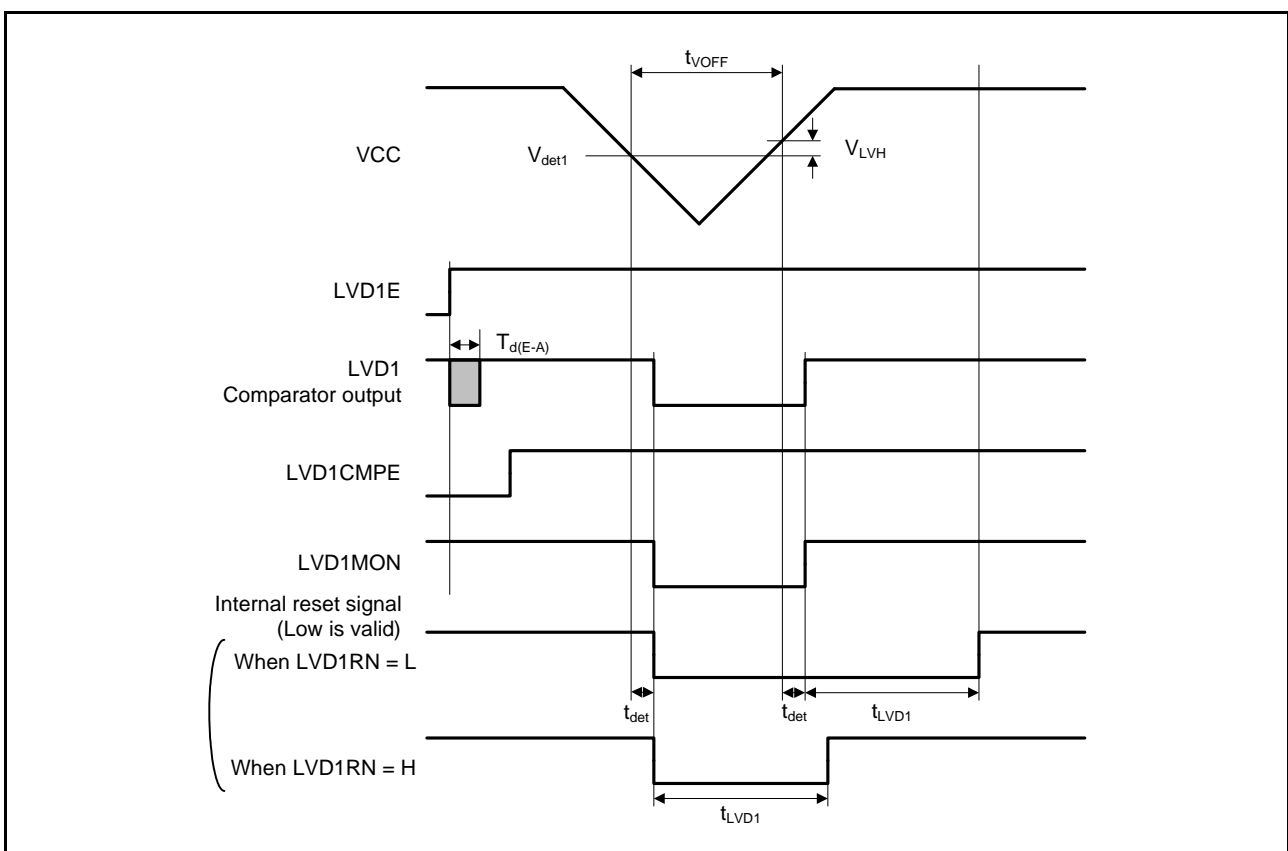 tVOFF
VCC
Vdet1
VLVH
LVD1E
Td(E-A)
LVD1
Comparator output
LVD1CMPE
LVD1MON
Internal reset signal
(Low is valid)
When LVD1RN = L
tdet
tdet
tLVD1
When LVD1RN = H
tLVD1